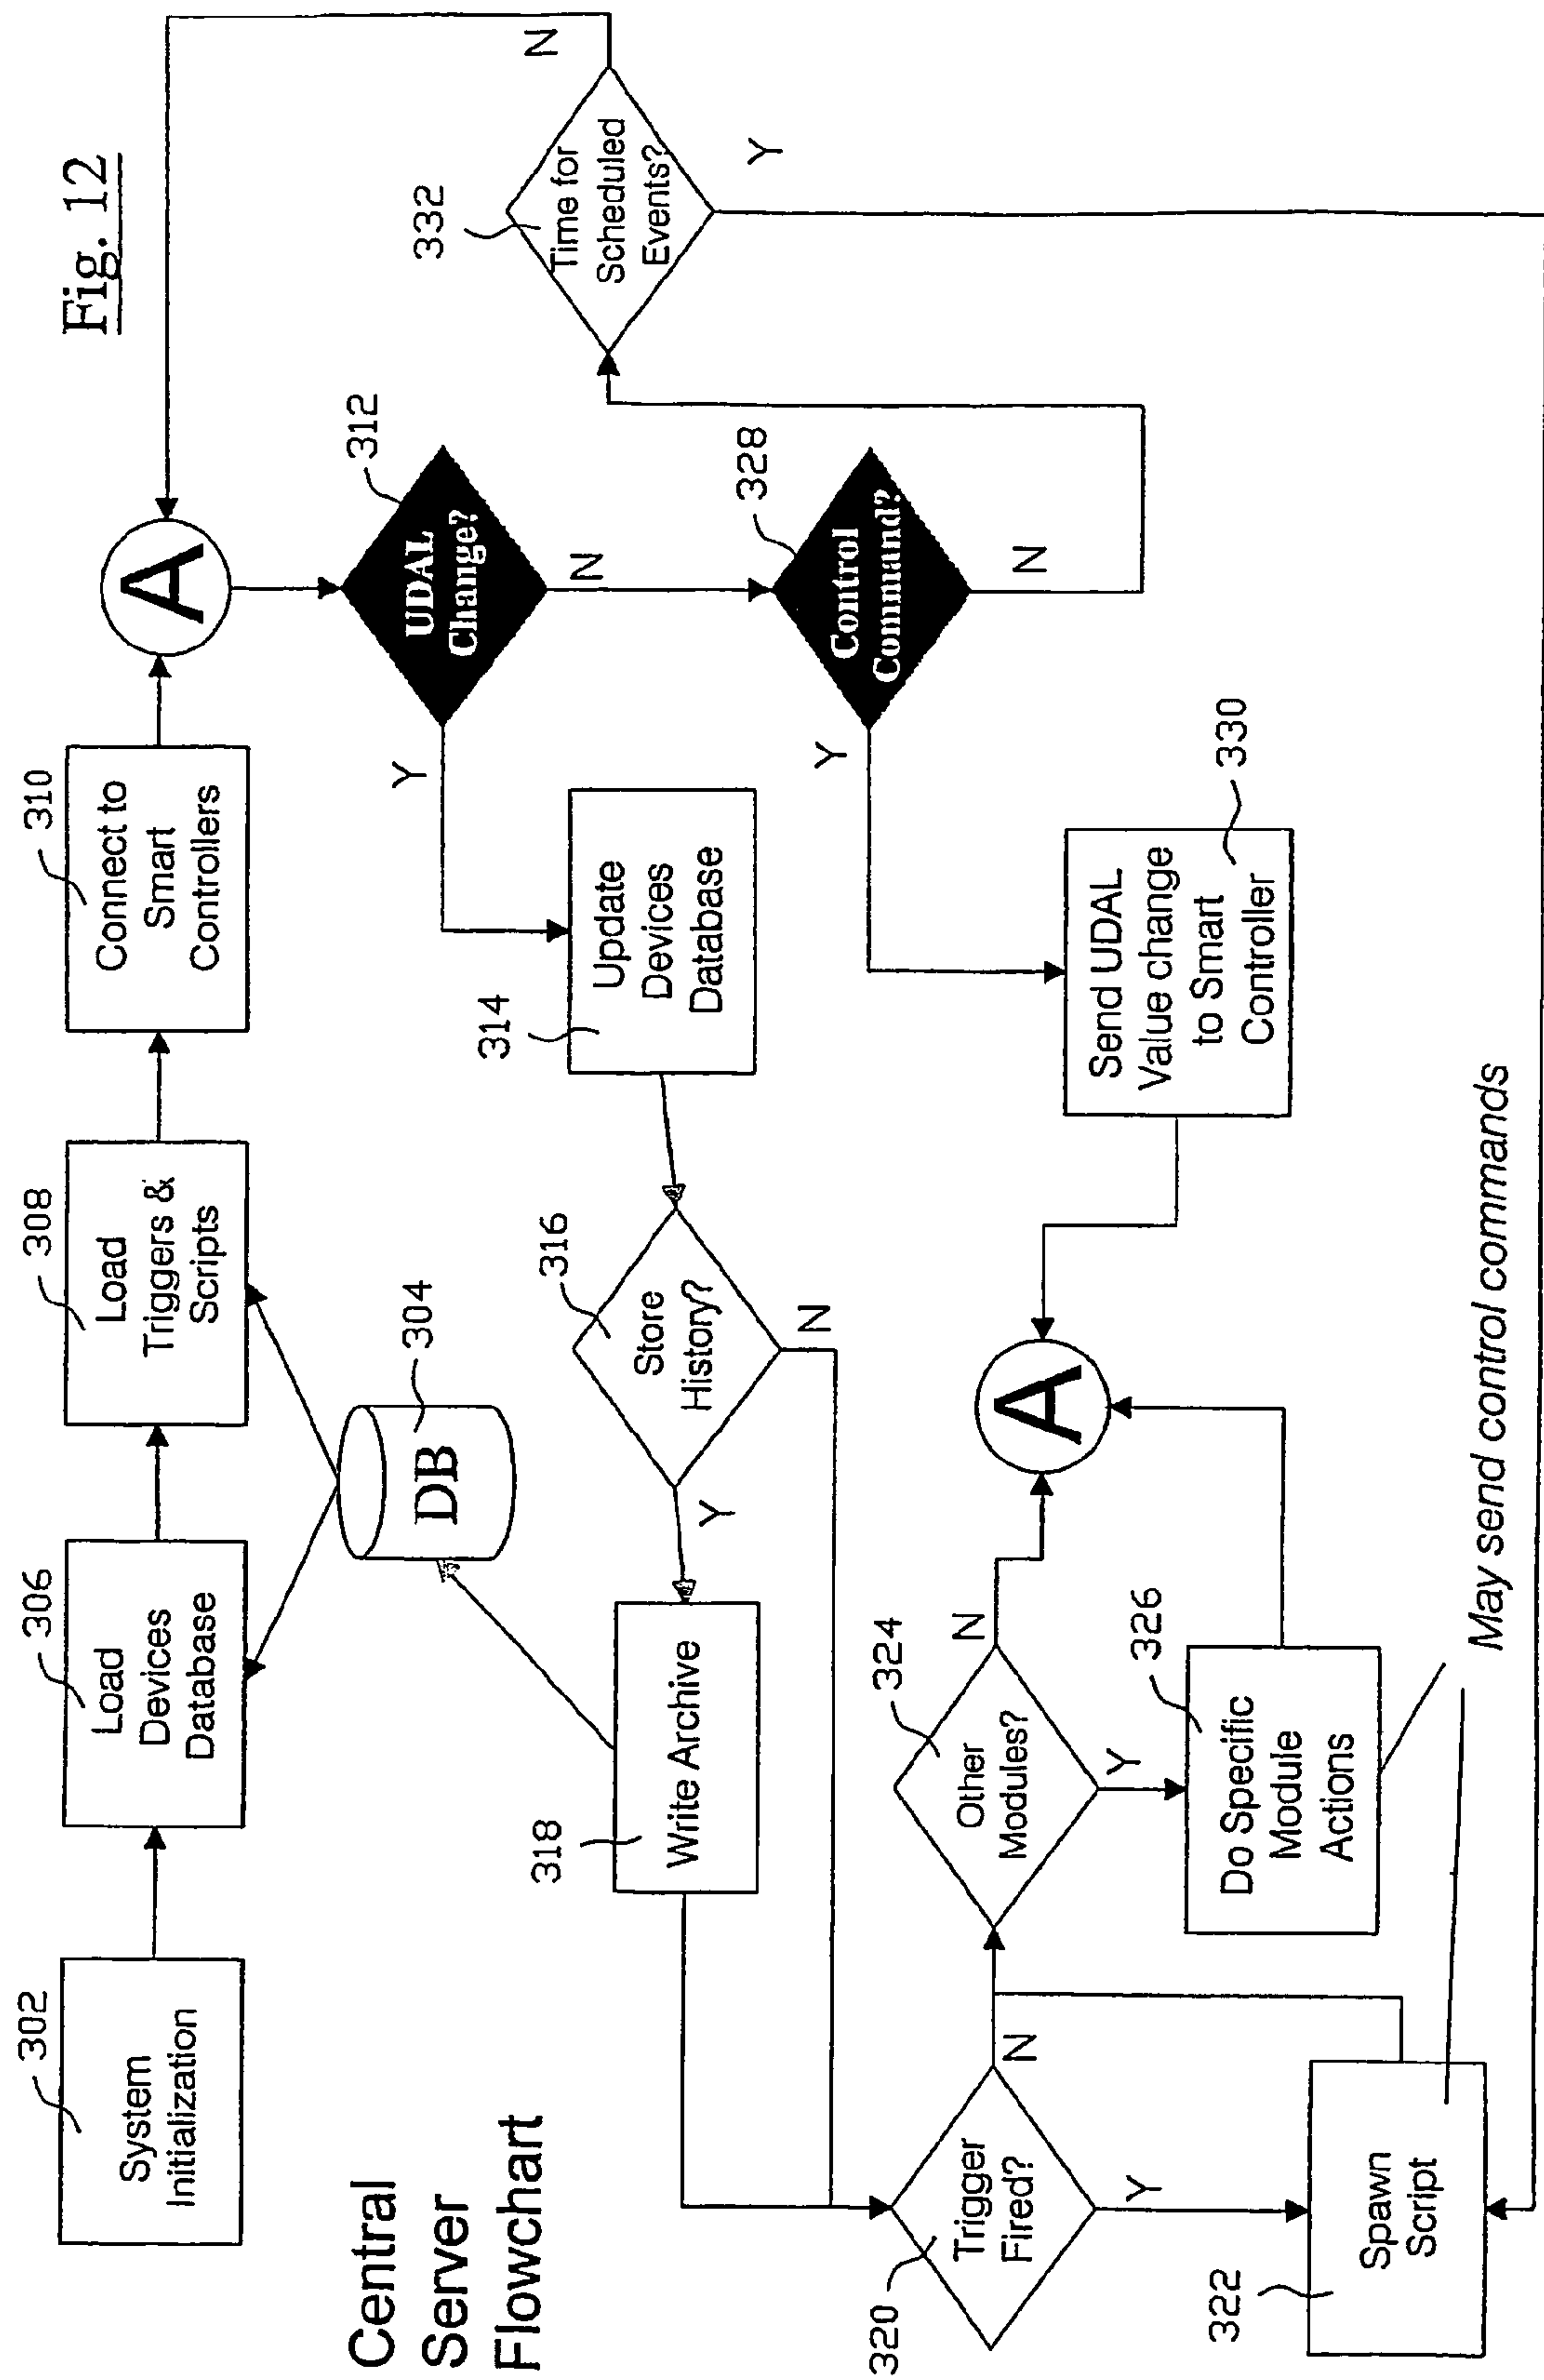 Fig. 12
302
System
Initialization
306
Load
Devices
Database
308
Load
Triggers &
Scripts
310
Connect to
Smart
Controllers
A
304
DB
Central
Server
Flowchart
312
UDAL
Change?
Y
N
314
Update
Devices
Database
316
Store
History?
Y
N
318
Write Archive
332
Time for
Scheduled
Events?
N
Y
328
Control
Command?
Y
N
330
Send UDAL
Value change
to Smart
Controller
320
Trigger
Fired?
N
Y
324
Other
Modules?
N
Y
A
326
Do Specific
Module
Actions
322
Spawn
Script
May send control commands